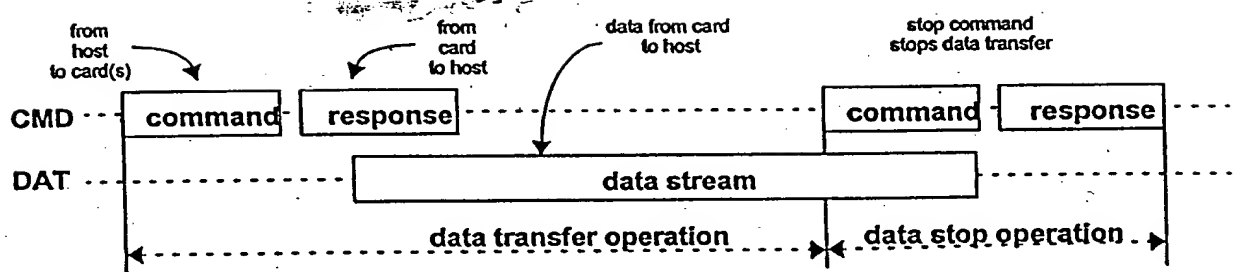 from
host
to card(s)
from
card
to host
data from card
to host
stop command
stops data transfer
CMD command response command response
DAT data stream
data transfer operation data stop operation